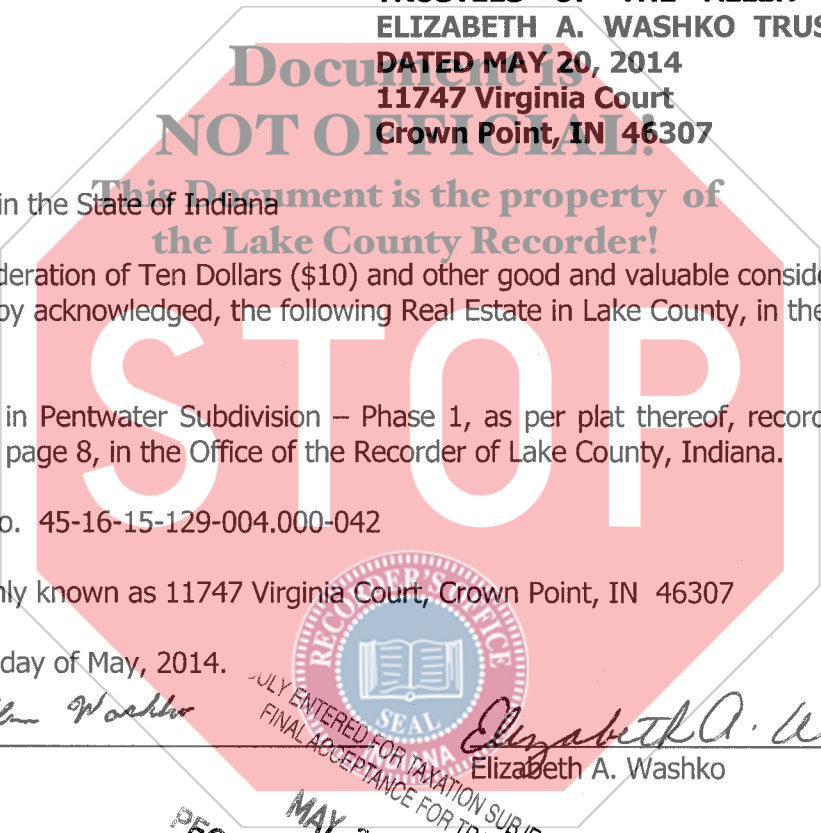 ELIZABETH A. WASHKO TRUS
DATED MAY 20, 2014
11747 Virginia Court
Crown Point, IN 46307
Document is
NOT OFFICIAL!
This Document is the property of
the Lake County Recorder!
in the State of Indiana
deration of Ten Dollars ($10) and other good and valuable conside
by acknowledged, the following Real Estate in Lake County, in the
STOP
in Pentwater Subdivision – Phase 1, as per plat thereof, record
page 8, in the Office of the Recorder of Lake County, Indiana.
o. 45-16-15-129-004.000-042
nly known as 11747 Virginia Court, Crown Point, IN 46307
day of May, 2014.
RECORDER'S OFFICE
SEAL
INDIANA
DULY ENTERED FOR TAXATION SUBJE
FINAL ACCEPTANCE FOR TR
MAY
Washko
Elizabeth A. W
Elizabeth A. Washko